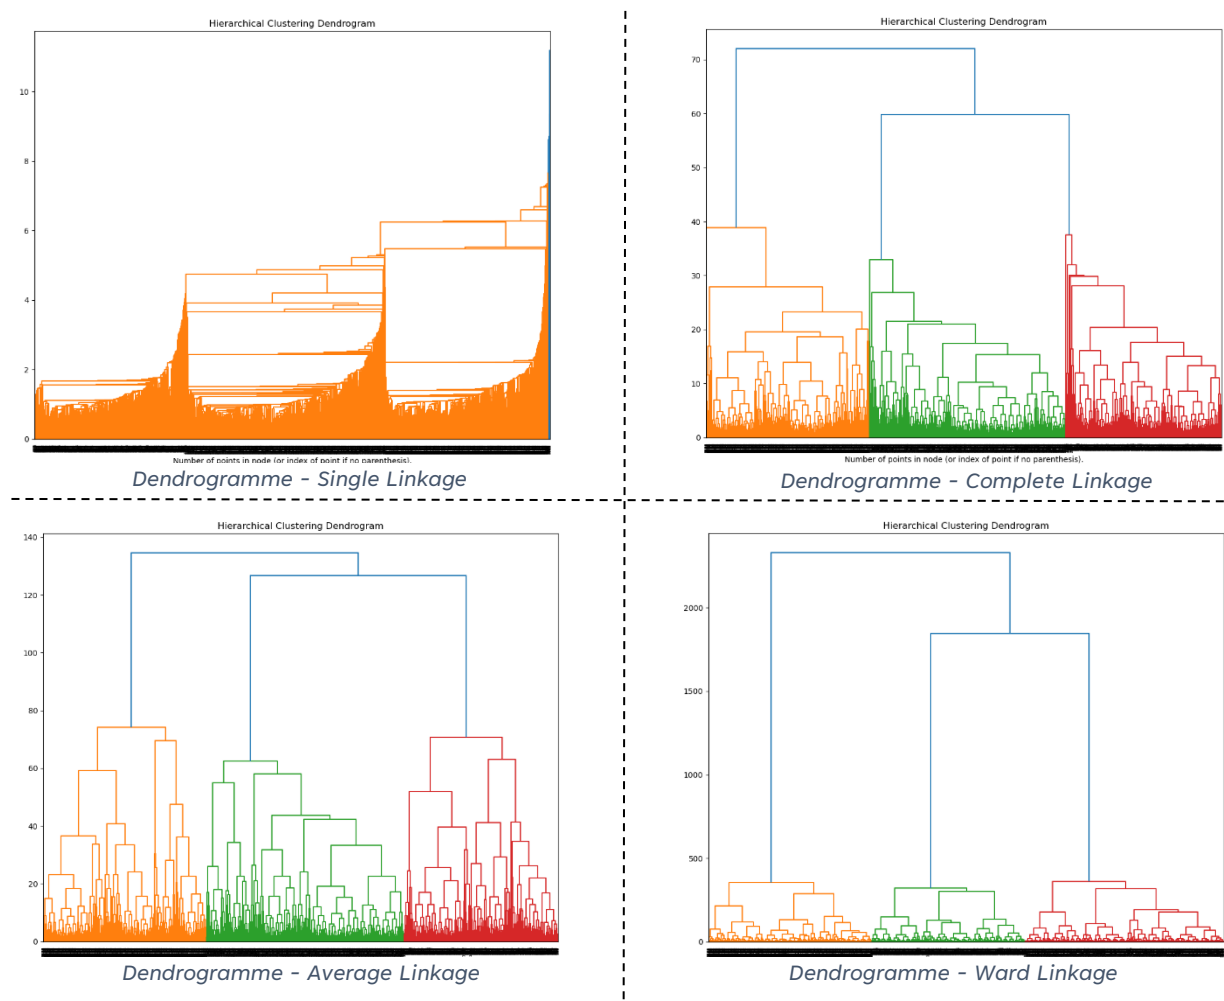 Hierarchical Clustering Dendrogram
10
8
6
4
2
0
Number of points in node (or index of point if no parenthesis).
Dendrogramme - Single Linkage
Hierarchical Clustering Dendrogram
70
60
50
40
30
20
10
0
Number of points in node (or index of point if no parenthesis).
Dendrogramme - Complete Linkage
Hierarchical Clustering Dendrogram
140
120
100
80
60
40
20
0
Dendrogramme - Average Linkage
Hierarchical Clustering Dendrogram
2000
1500
1000
500
0
Dendrogramme - Ward Linkage